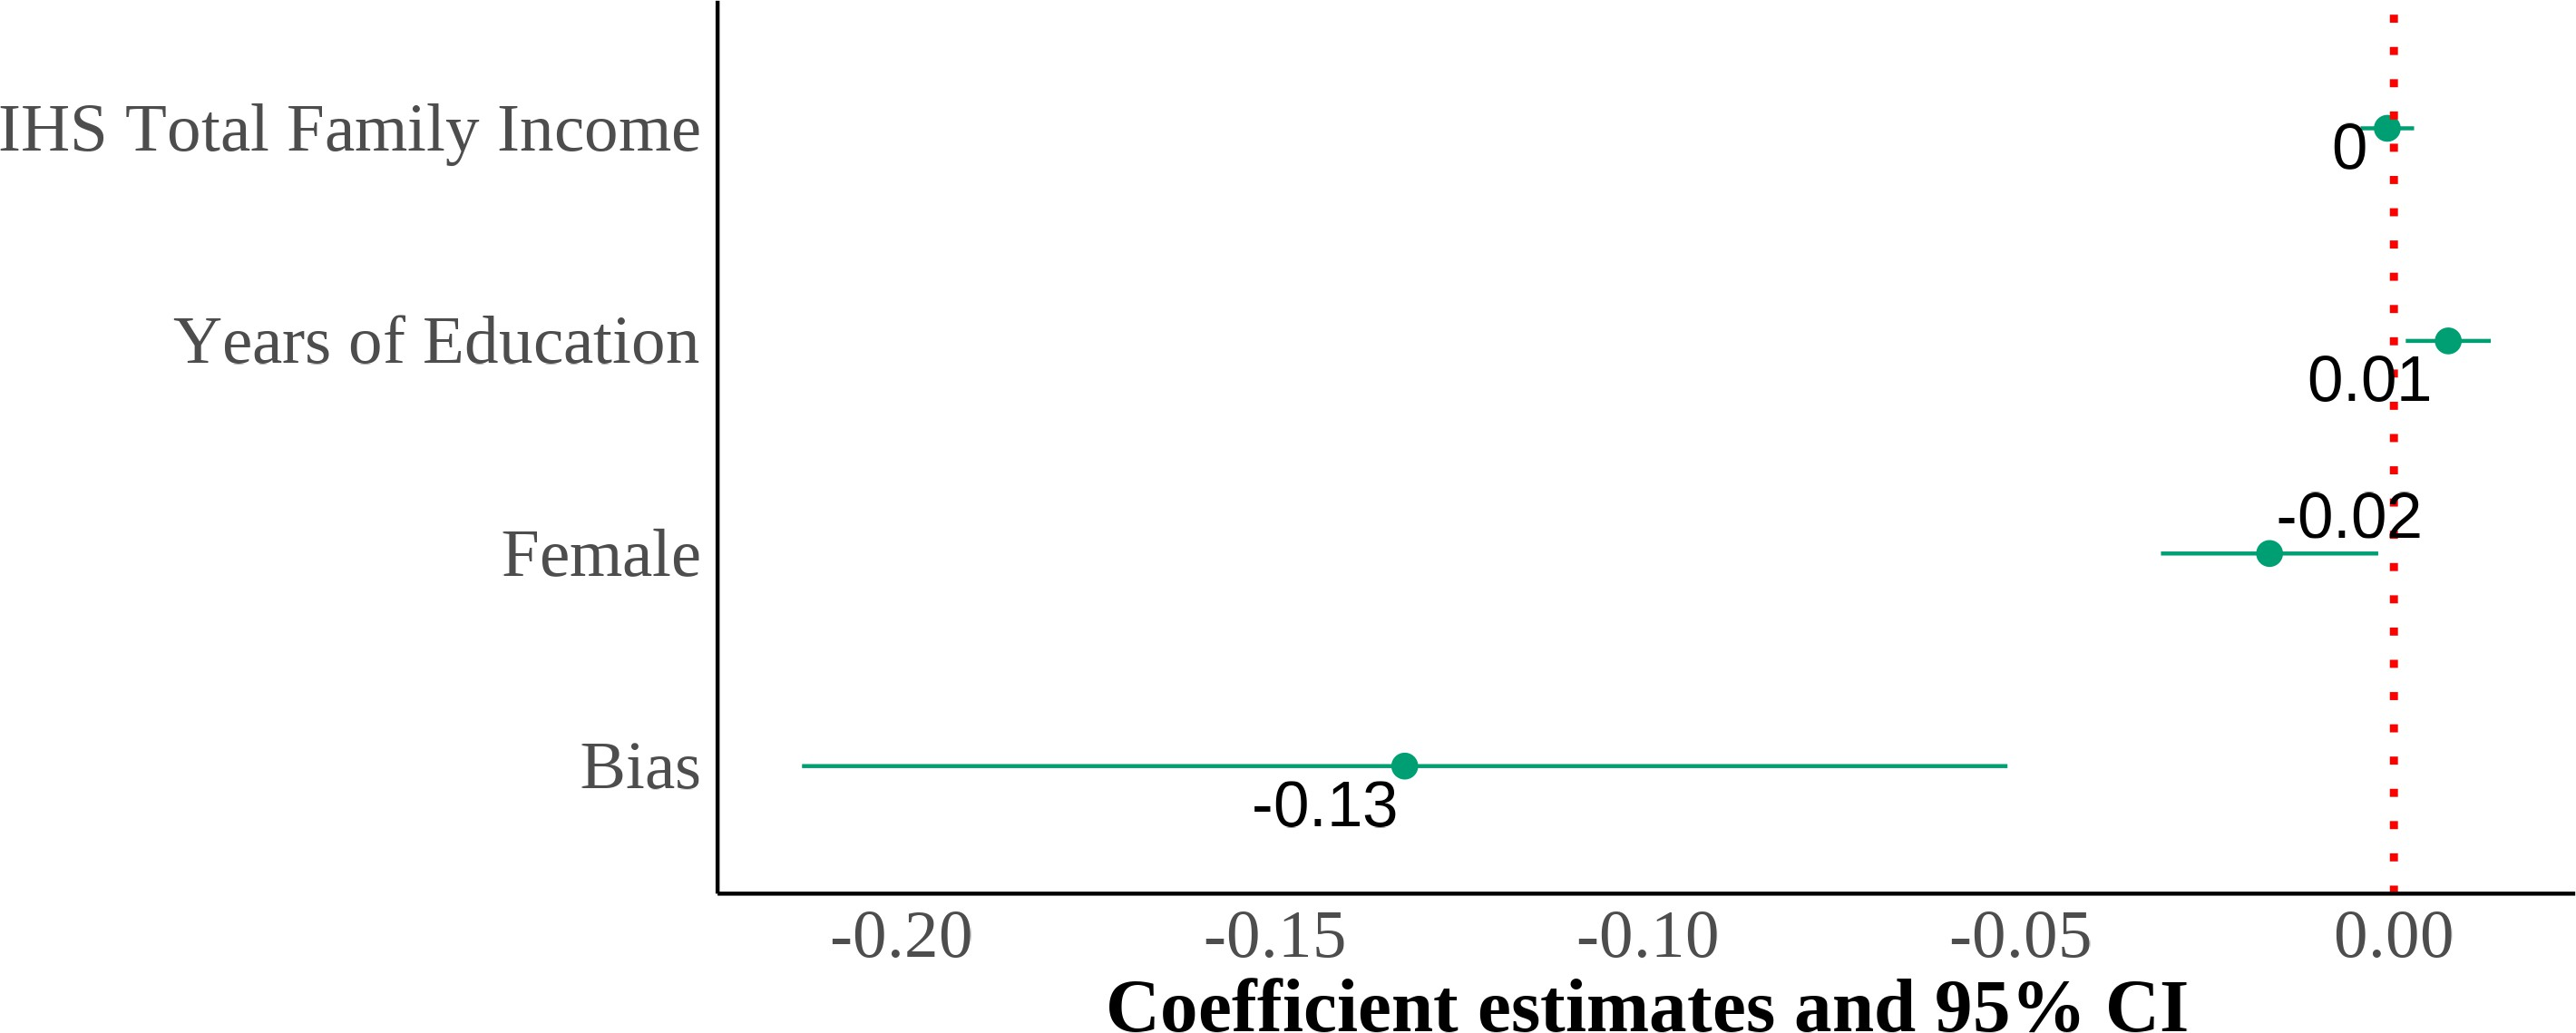 IHS Total Family Income
0
Years of Education
0.01
-0.02
Female
Bias
-0.13
-0.20 -0.15 -0.10 -0.05 0.00
Coefficient estimates and 95% CI